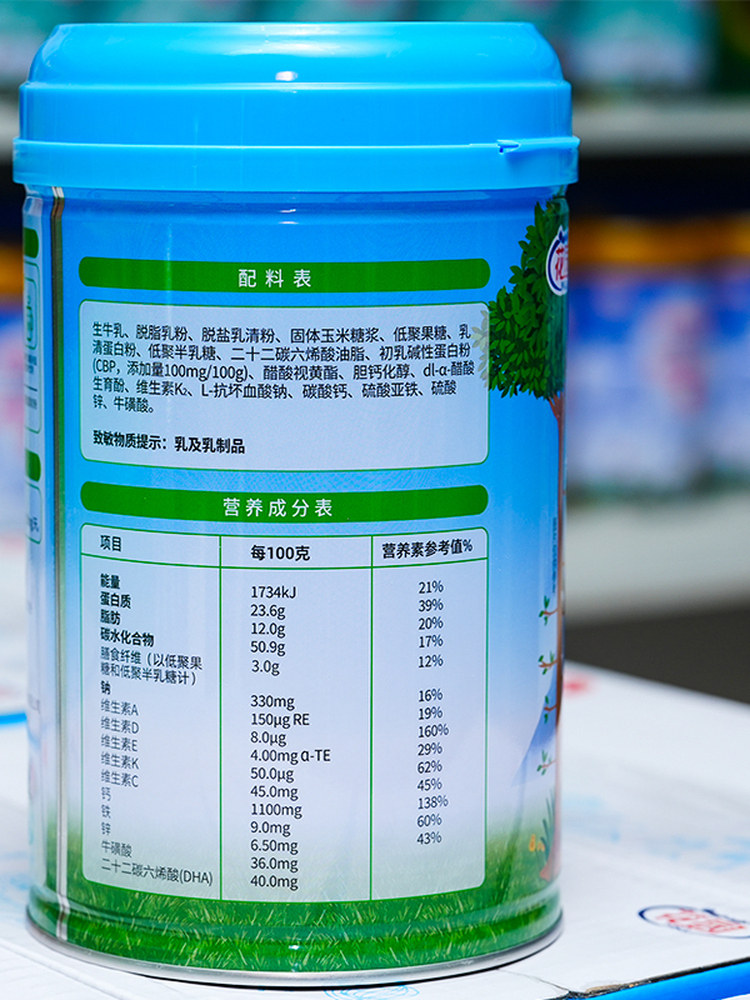 配料表
生牛乳、脱脂乳粉、脱盐乳清粉、固体玉米糖浆、低聚果糖、乳
清蛋白粉、低聚半乳糖、二十二碳六烯酸油脂、初乳碱性蛋白粉
(CBP，添加量100mg/100g)、醋酸视黄酯、胆钙化醇、dl-α-醋酸
生育酚、维生素K₂、L-抗坏血酸钠、碳酸钙、硫酸亚铁、硫酸
锌、牛磺酸。
致敏物质提示：乳及乳制品
营养成分表
项目 每100克 营养素参考值%
能量 1734kJ 21%
蛋白质 23.6g 39%
脂肪 12.0g 20%
碳水化合物 50.9g 17%
膳食纤维（以低聚果 3.0g 12%
糖和低聚半乳糖计）
钠 330mg 16%
维生素A 150μg RE 19%
维生素D 8.0μg 160%
维生素E 4.00mg α-TE 29%
维生素K 50.0μg 62%
维生素C 45.0mg 45%
钙 1100mg 138%
铁 9.0mg 60%
锌 6.50mg 43%
牛磺酸 36.0mg
二十二碳六烯酸(DHA) 40.0mg
花